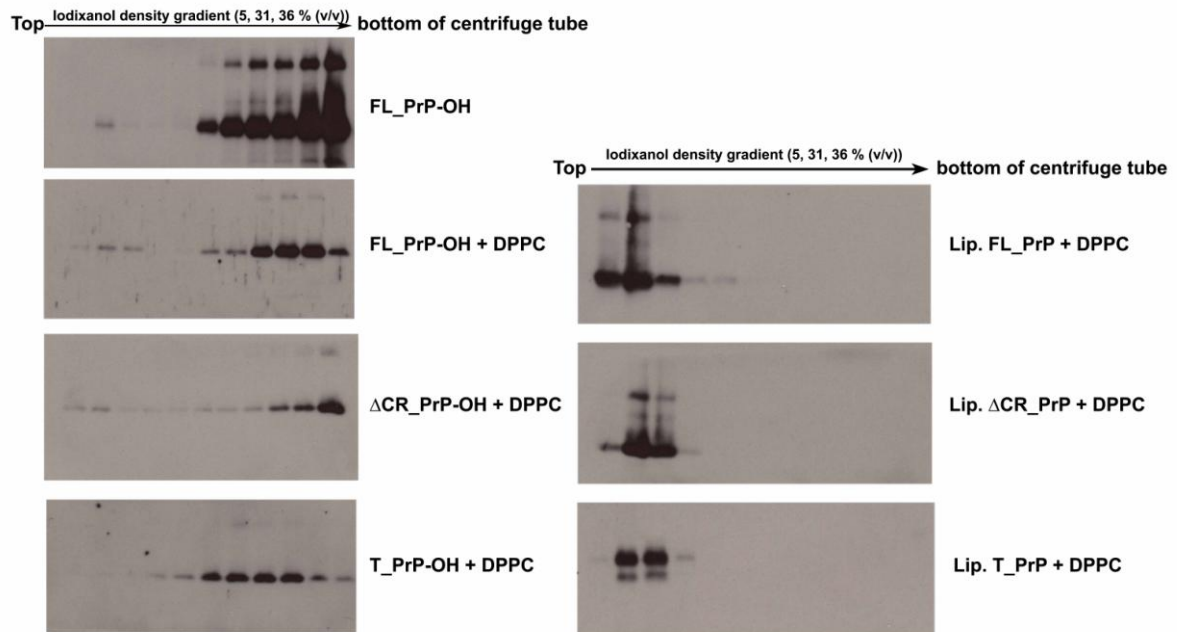 Iodixanol density gradient (5, 31, 36 % (v/v))
Top bottom of centrifuge tube
FL_PrP-OH
FL_PrP-OH + DPPC
ΔCR_PrP-OH + DPPC
T_PrP-OH + DPPC
Iodixanol density gradient (5, 31, 36 % (v/v))
Top bottom of centrifuge tube
Lip. FL_PrP + DPPC
Lip. ΔCR_PrP + DPPC
Lip. T_PrP + DPPC